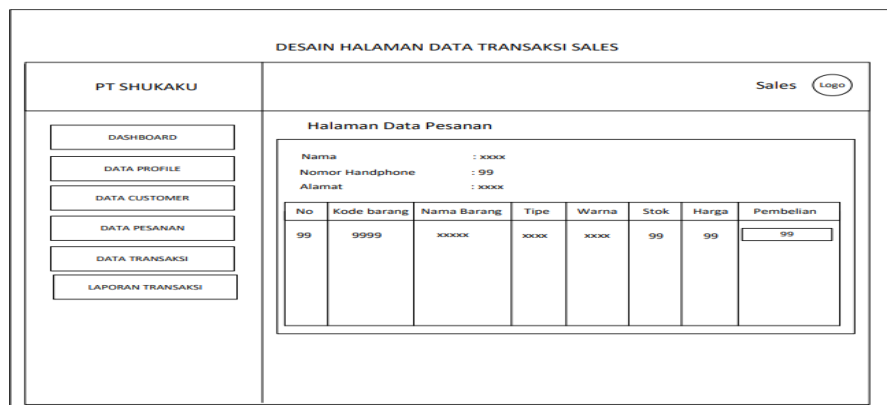 DESAIN HALAMAN DATA TRANSAKSI SALES
PT SHUKAKU
Sales Logo
DASHBOARD
DATA PROFILE
DATA CUSTOMER
DATA PESANAN
DATA TRANSAKSI
LAPORAN TRANSAKSI
Halaman Data Pesanan
Nama : xxxx
Nomor Handphone : 99
Alamat : xxxx
No Kode barang Nama Barang Tipe Warna Stok Harga Pembelian
99 9999 xxxxx xxxx xxxx 99 99 99